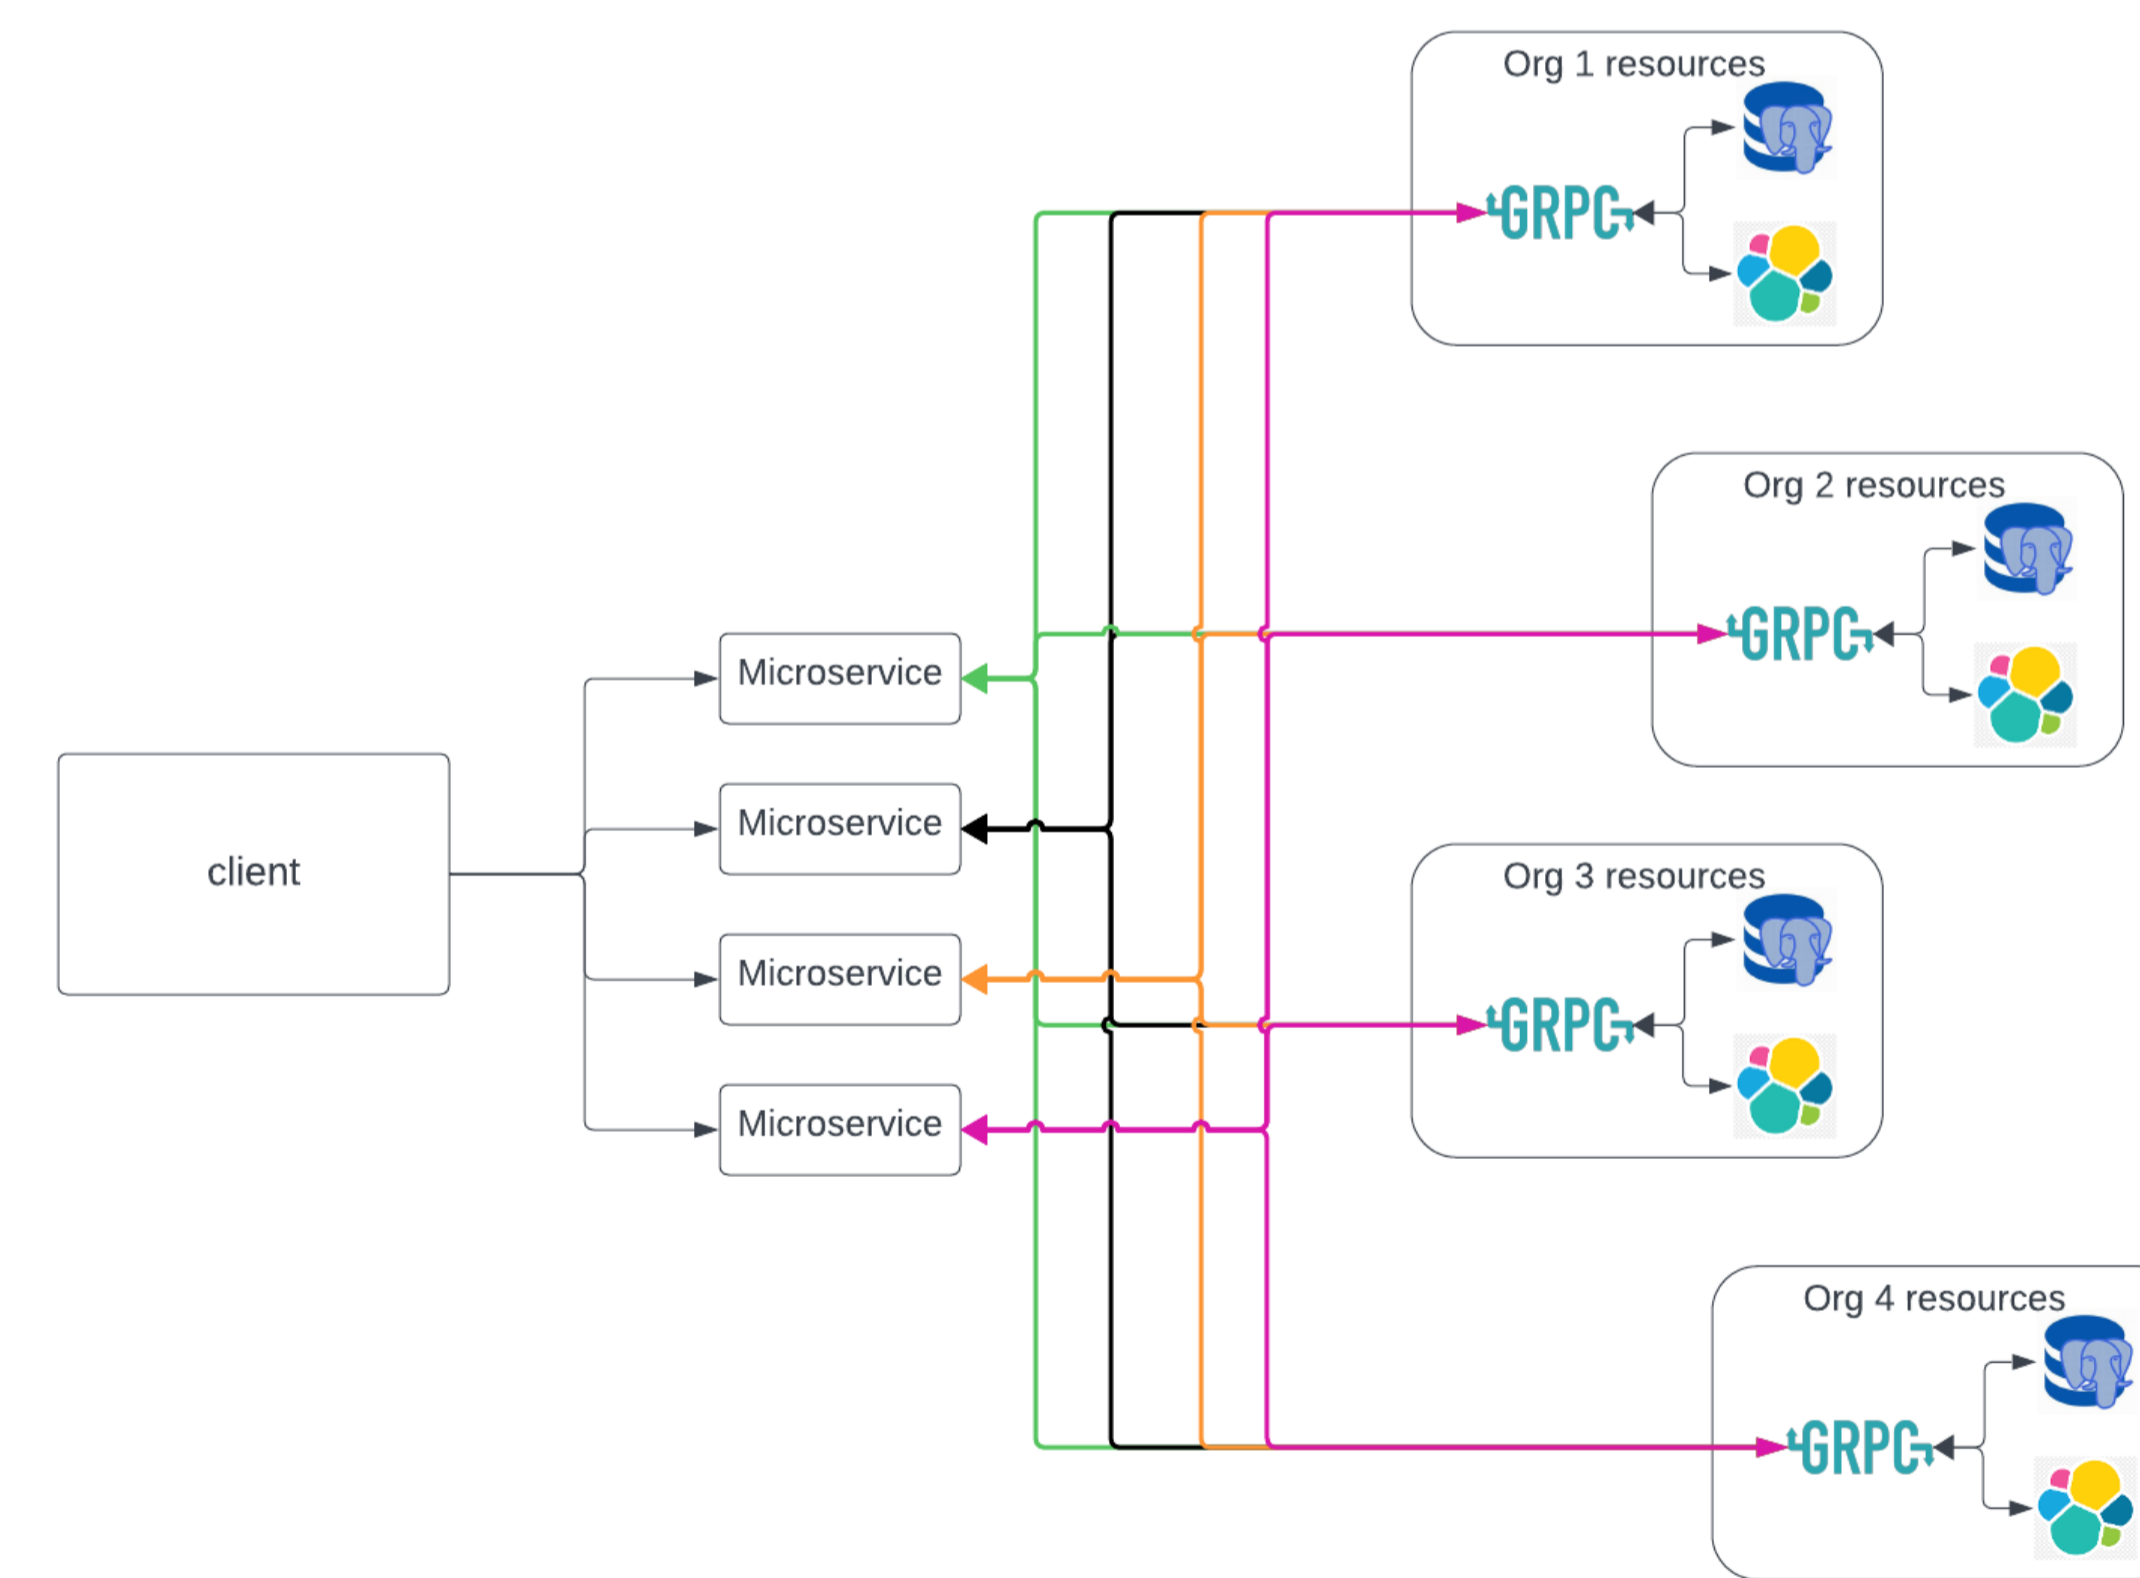 Org 1 resources
GRPC
Org 2 resources
GRPC
Microservice
Microservice
client
Org 3 resources
Microservice
GRPC
Microservice
Org 4 resources
GRPC